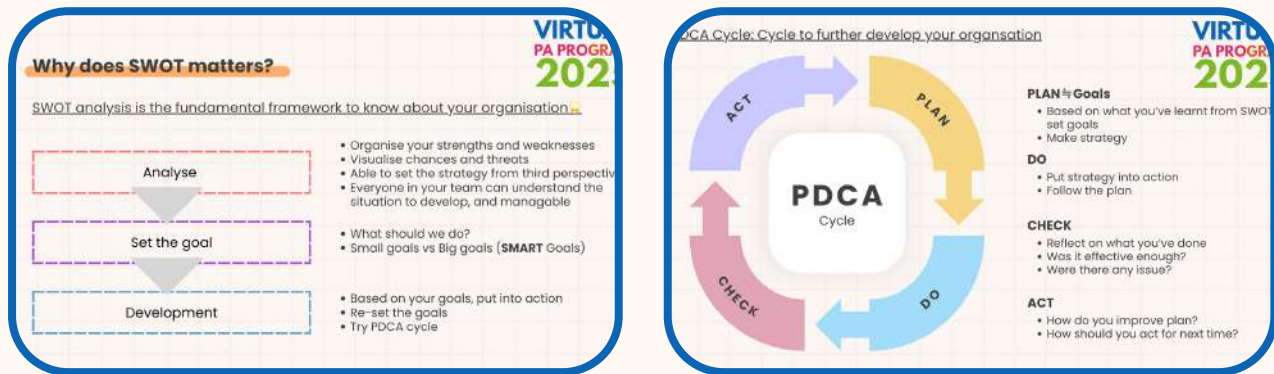 VIRTU
PA PROGRA
202
Why does SWOT matters?
SWOT analysis is the fundamental framework to know about your organisation
Analyse
• Organise your strengths and weaknesses
• Visualise chances and threats
• Able to set the strategy from third perspectiv
• Everyone in your team can understand the
situation to develop, and managable
Set the goal
• What should we do?
• Small goals vs Big goals (SMART Goals)
Development
• Based on your goals, put into action
• Re-set the goals
• Try PDCA cycle
DCA Cycle: Cycle to further develop your organsation
VIRTU
PA PROGRA
202
ACT
PLAN
DO
CHECK
PDCA
Cycle
PLAN≒Goals
• Based on what you've learnt from SWOT
set goals
• Make strategy
DO
• Put strategy into action
• Follow the plan
CHECK
• Reflect on what you've done
• Was it effective enough?
• Were there any issue?
ACT
• How do you improve plan?
• How should you act for next time?